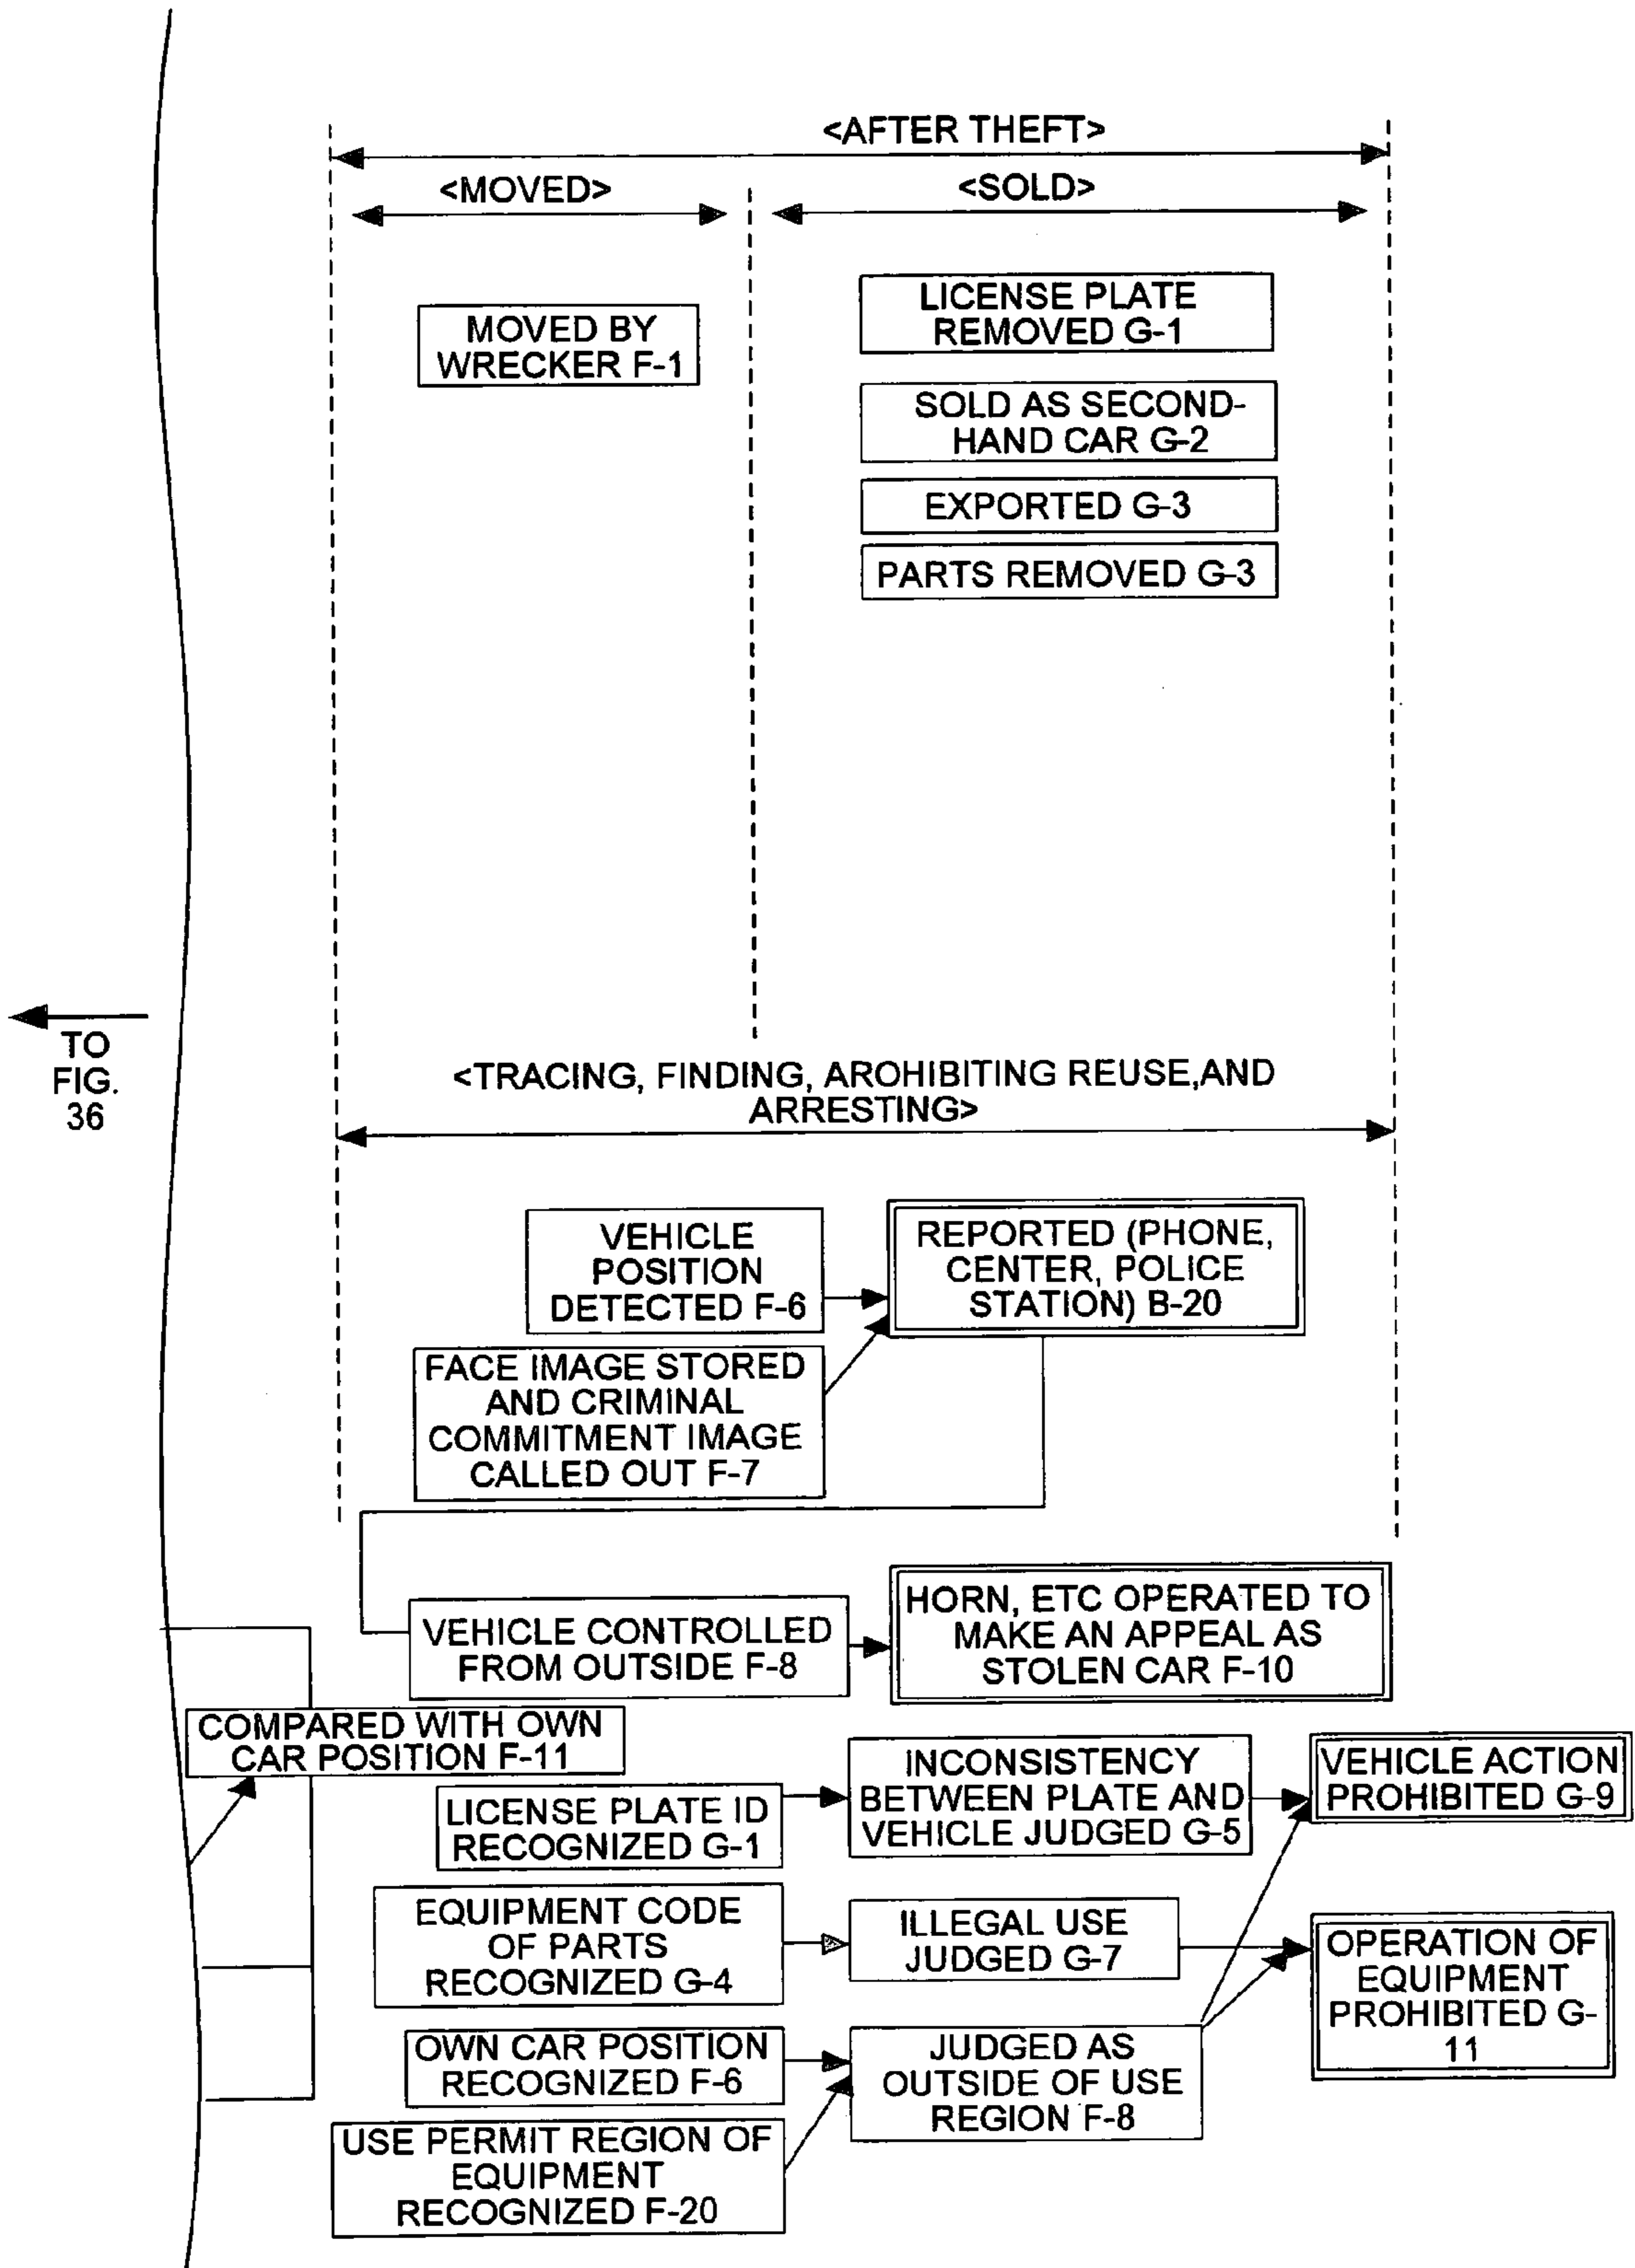 <AFTER THEFT>
<MOVED>
<SOLD>
MOVED BY
WRECKER F-1
LICENSE PLATE
REMOVED G-1
SOLD AS SECOND-
HAND CAR G-2
EXPORTED G-3
PARTS REMOVED G-3
TO
FIG.
36
<TRACING, FINDING, AROHIBITING REUSE,AND
ARRESTING>
VEHICLE
POSITION
DETECTED F-6
REPORTED (PHONE,
CENTER, POLICE
STATION) B-20
FACE IMAGE STORED
AND CRIMINAL
COMMITMENT IMAGE
CALLED OUT F-7
VEHICLE CONTROLLED
FROM OUTSIDE F-8
HORN, ETC OPERATED TO
MAKE AN APPEAL AS
STOLEN CAR F-10
COMPARED WITH OWN
CAR POSITION F-11
LICENSE PLATE ID
RECOGNIZED G-1
INCONSISTENCY
BETWEEN PLATE AND
VEHICLE JUDGED G-5
VEHICLE ACTION
PROHIBITED G-9
EQUIPMENT CODE
OF PARTS
RECOGNIZED G-4
ILLEGAL USE
JUDGED G-7
OPERATION OF
EQUIPMENT
PROHIBITED G-
11
OWN CAR POSITION
RECOGNIZED F-6
JUDGED AS
OUTSIDE OF USE
REGION F-8
USE PERMIT REGION OF
EQUIPMENT
RECOGNIZED F-20